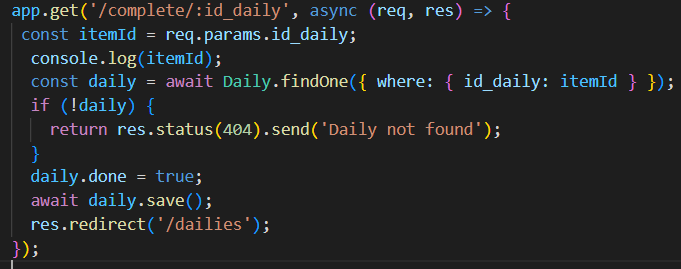 app.get('/complete/:id_daily', async (req, res) => {
const itemId = req.params.id_daily;
console.log(itemId);
const daily = await Daily.findOne({ where: { id_daily: itemId } });
if (!daily) {
return res.status(404).send('Daily not found');
}
daily.done = true;
await daily.save();
res.redirect('/dailies');
});